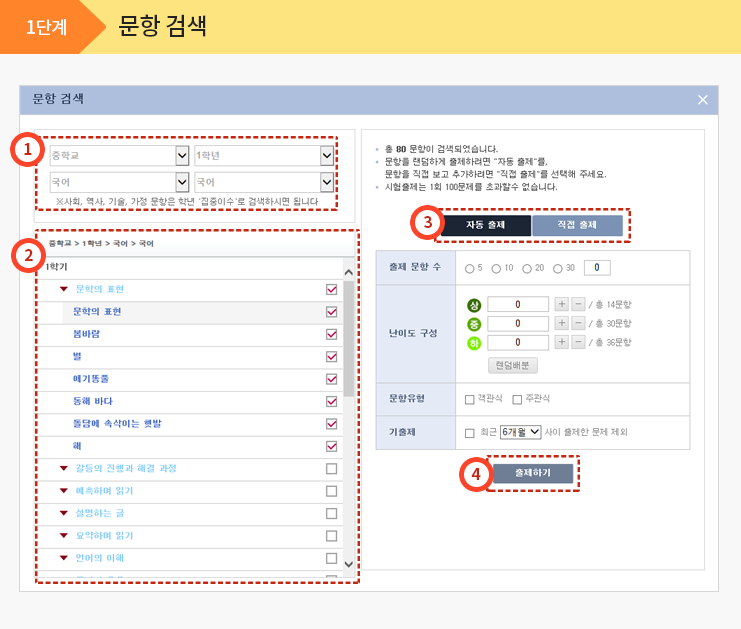 1단계
문항 검색
문항 검색
1
중학교
1학년
국어
국어
※사회, 역사, 기술, 가정 문항은 학년 '집중이수'로 검색하시면 됩니다
2
중학교 > 1학년 > 국어 > 국어
1학기
문학의 표현
문학의 표현
봄바람
별
애기똥풀
동해 바다
돌담에 속삭이는 햇발
해
갈등의 진행과 해결 과정
예측하며 읽기
설명하는 글
요약하며 읽기
언어의 이해
총 80 문항이 검색되었습니다.
문항을 랜덤하게 출제하려면 "자동 출제"를,
문항을 직접 보고 추가하려면 "직접 출제"를 선택해 주세요.
시험출제는 1회 100문제를 초과할수 없습니다.
3
자동 출제
직접 출제
출제 문항 수
5
10
20
30
0
난이도 구성
상 0 + − / 총 14문항
중 0 + − / 총 30문항
하 0 + − / 총 36문항
랜덤배분
문항유형
객관식
주관식
기출제
최근 6개월 사이 출제한 문제 제외
4
출제하기